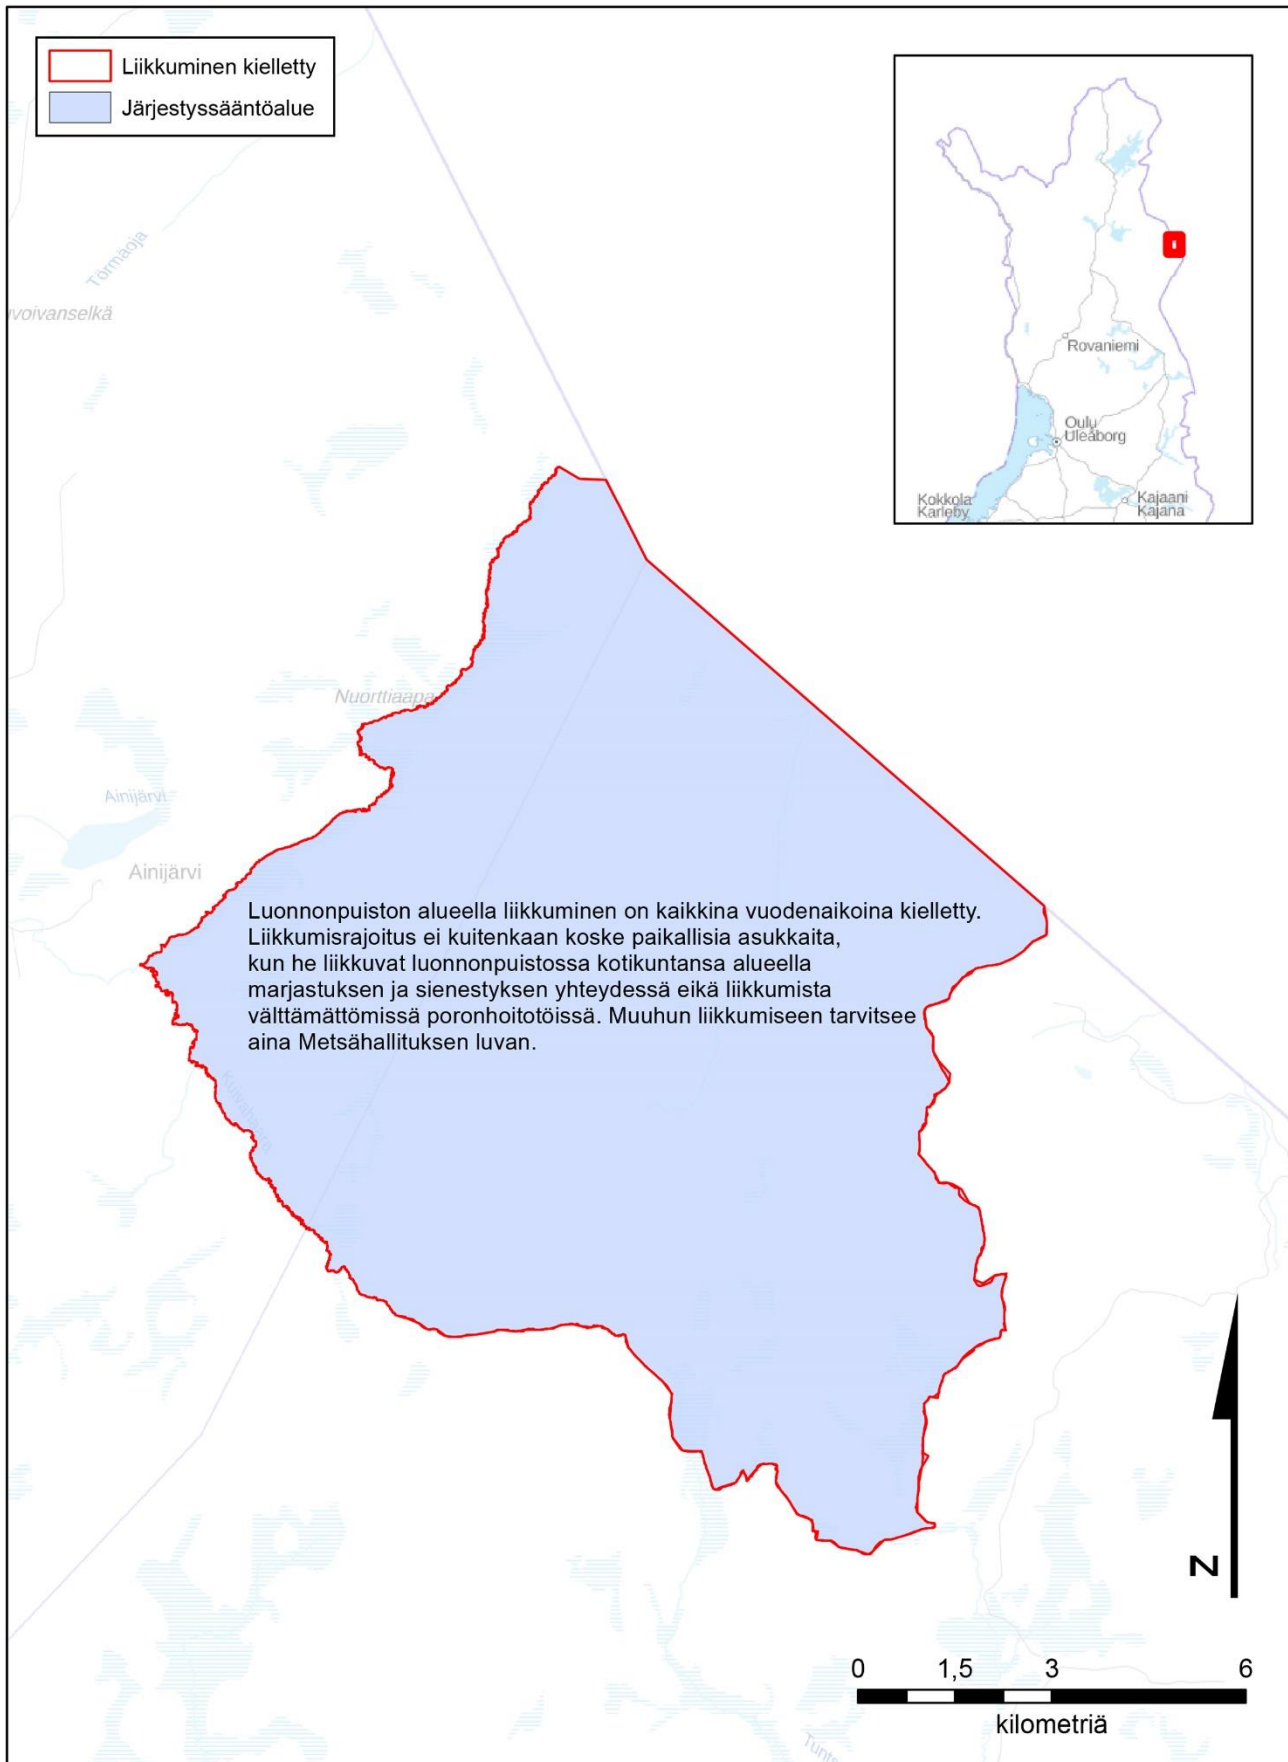 Liikkuminen kielletty
Järjestyssääntöalue
Törmäoja
voivanselkä
Rovaniemi
Oulu
Uleåborg
Kokkola
Karleby
Kajaani
Kajana
Nuorttiaapa
Ainijärvi
Ainijärvi
Luonnonpuiston alueella liikkuminen on kaikkina vuodenaikoina kielletty.
Liikkumisrajoitus ei kuitenkaan koske paikallisia asukkaita,
kun he liikkuvat luonnonpuistossa kotikuntansa alueella
marjastuksen ja sienestyksen yhteydessä eikä liikkumista
välttämättömissä poronhoitotöissä. Muuhun liikkumiseen tarvitsee
aina Metsähallituksen luvan.
N
0 1,5 3 6
kilometriä